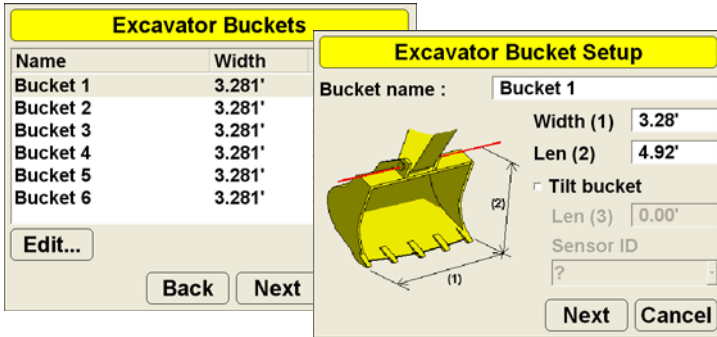 Excavator Buckets
Name Width
Bucket 1 3.281'
Bucket 2 3.281'
Bucket 3 3.281'
Bucket 4 3.281'
Bucket 5 3.281'
Bucket 6 3.281'
Edit...
Back Next
Excavator Bucket Setup
Bucket name : Bucket 1
Width (1) 3.28'
Len (2) 4.92'
Tilt bucket
Len (3) 0.00'
Sensor ID
?
(2)
(1)
Next Cancel